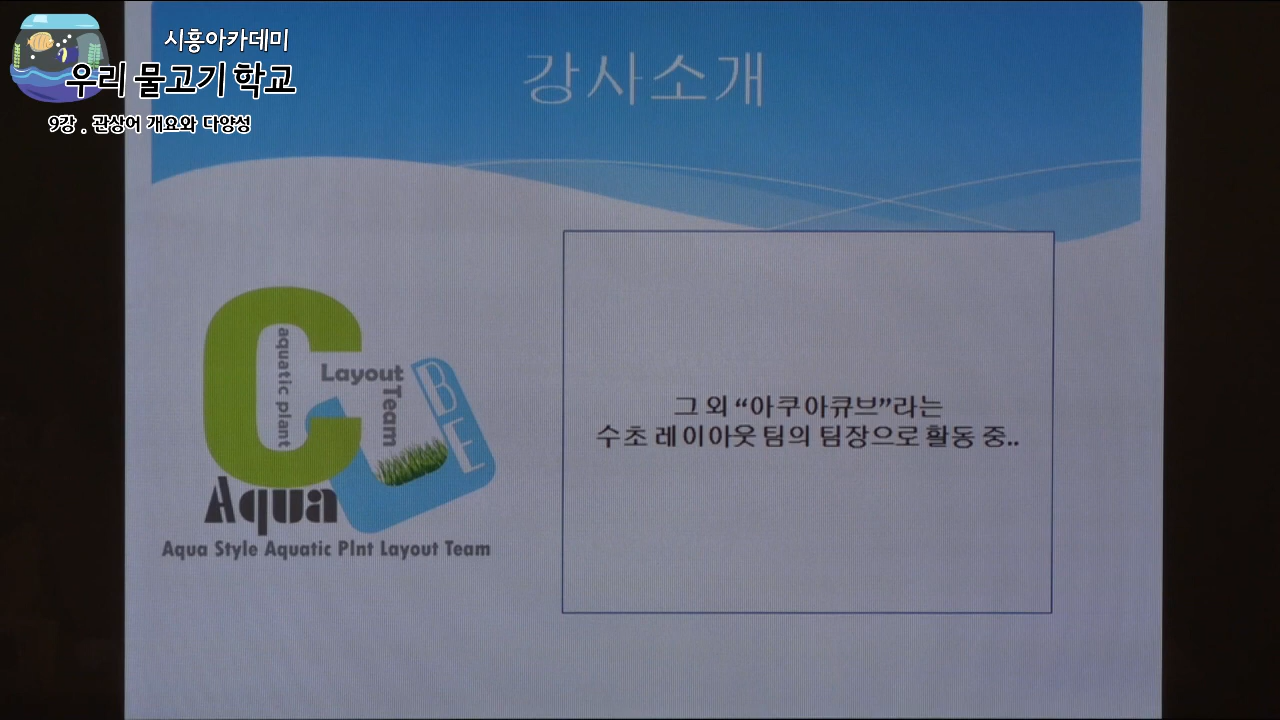 시흥아카데미
우리 물고기 학교
9강 . 관상어 개요와 다양성
강사소개
C
aquatic plant
Layout
Team
BE
Aqua
Aqua Style Aquatic Plnt Layout Team
그 외 “아쿠아큐브”라는
수초 레이아웃 팀의 팀장으로 활동 중..